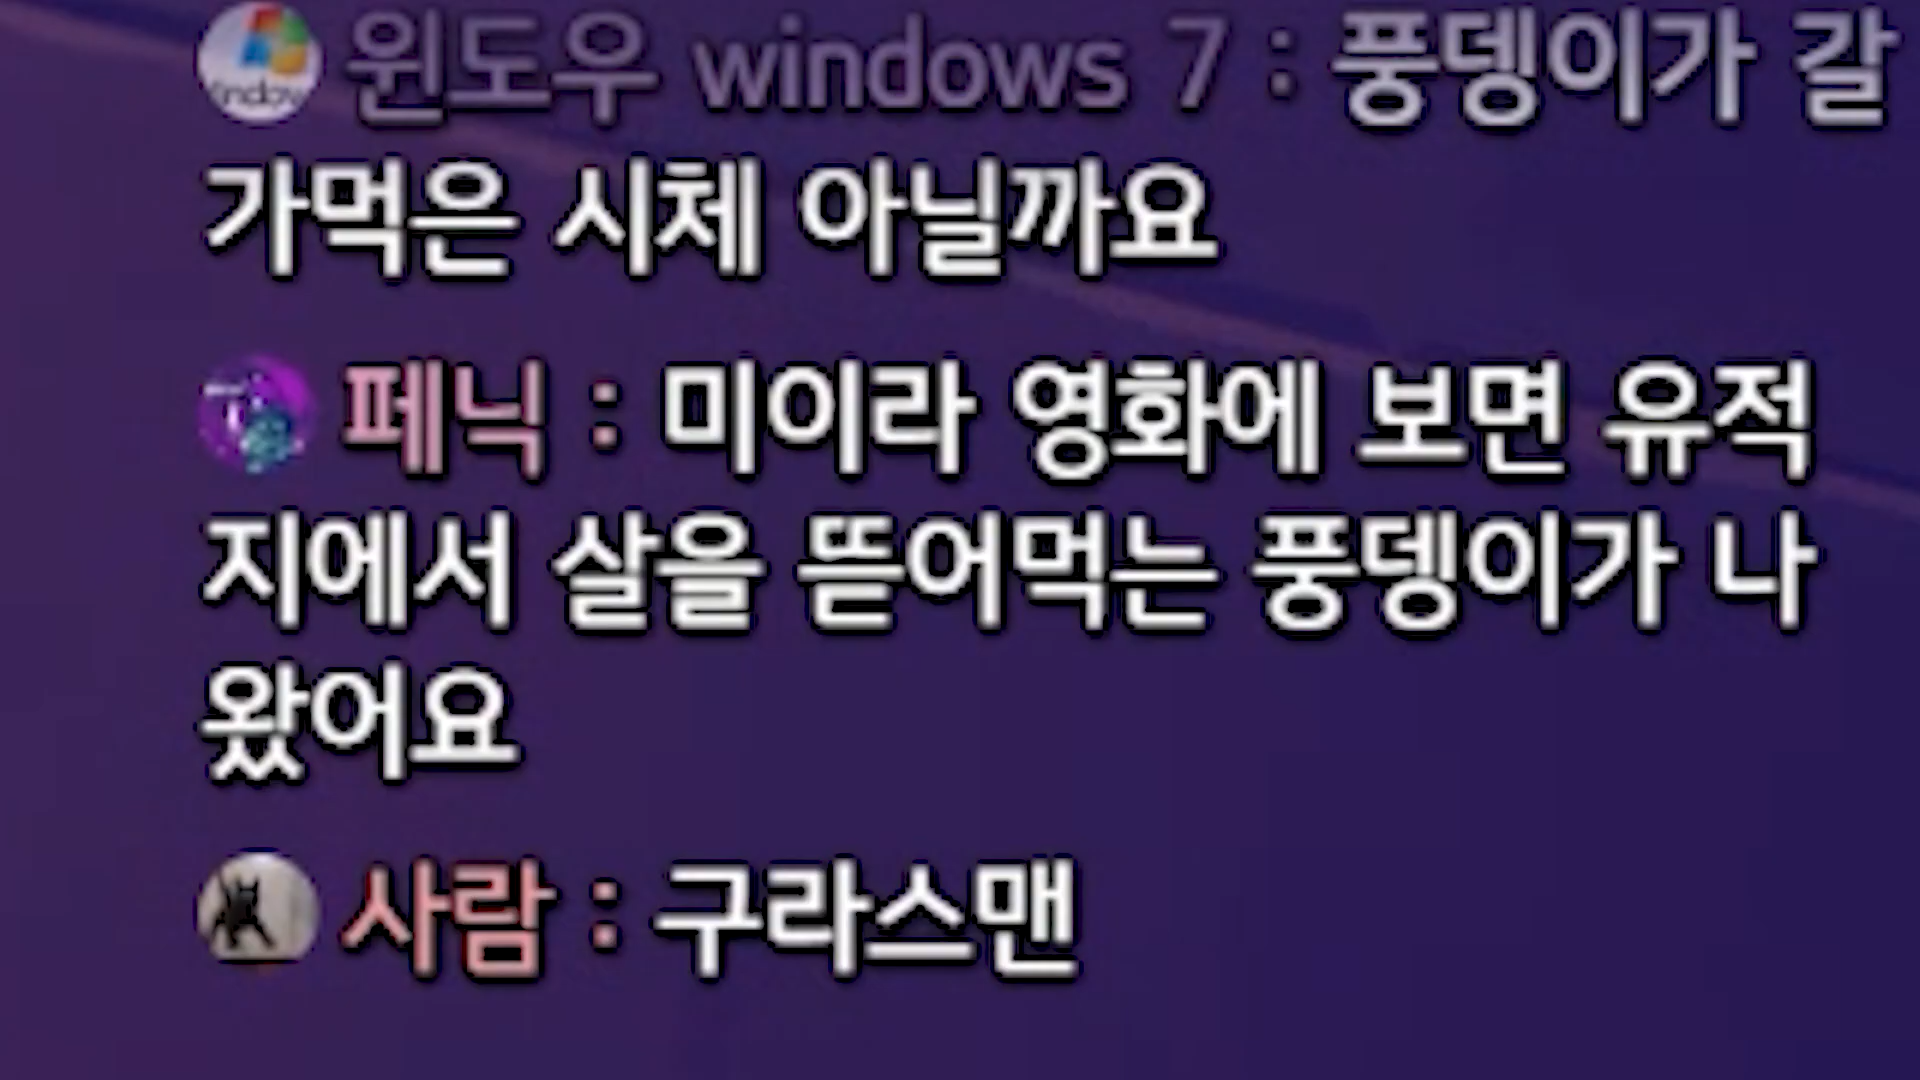 윈도우 windows 7 : 풍뎅이가 갈
가먹은 시체 아닐까요
페닉 : 미이라 영화에 보면 유적
지에서 살을 뜯어먹는 풍뎅이가 나
왔어요
사람 : 구라스맨